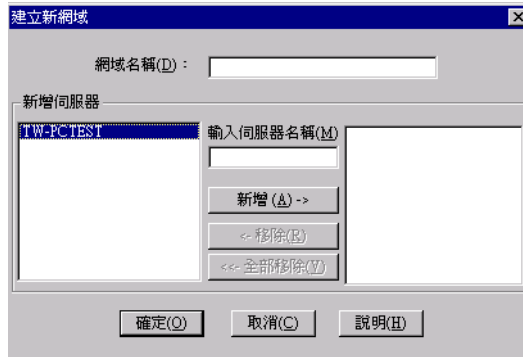 建立新網域
網域名稱(D)：
新增伺服器
TW-PCTEST
輸入伺服器名稱(M)
新增(A)->
<-移除(R)
<<-全部移除(V)
確定(O)
取消(C)
說明(H)